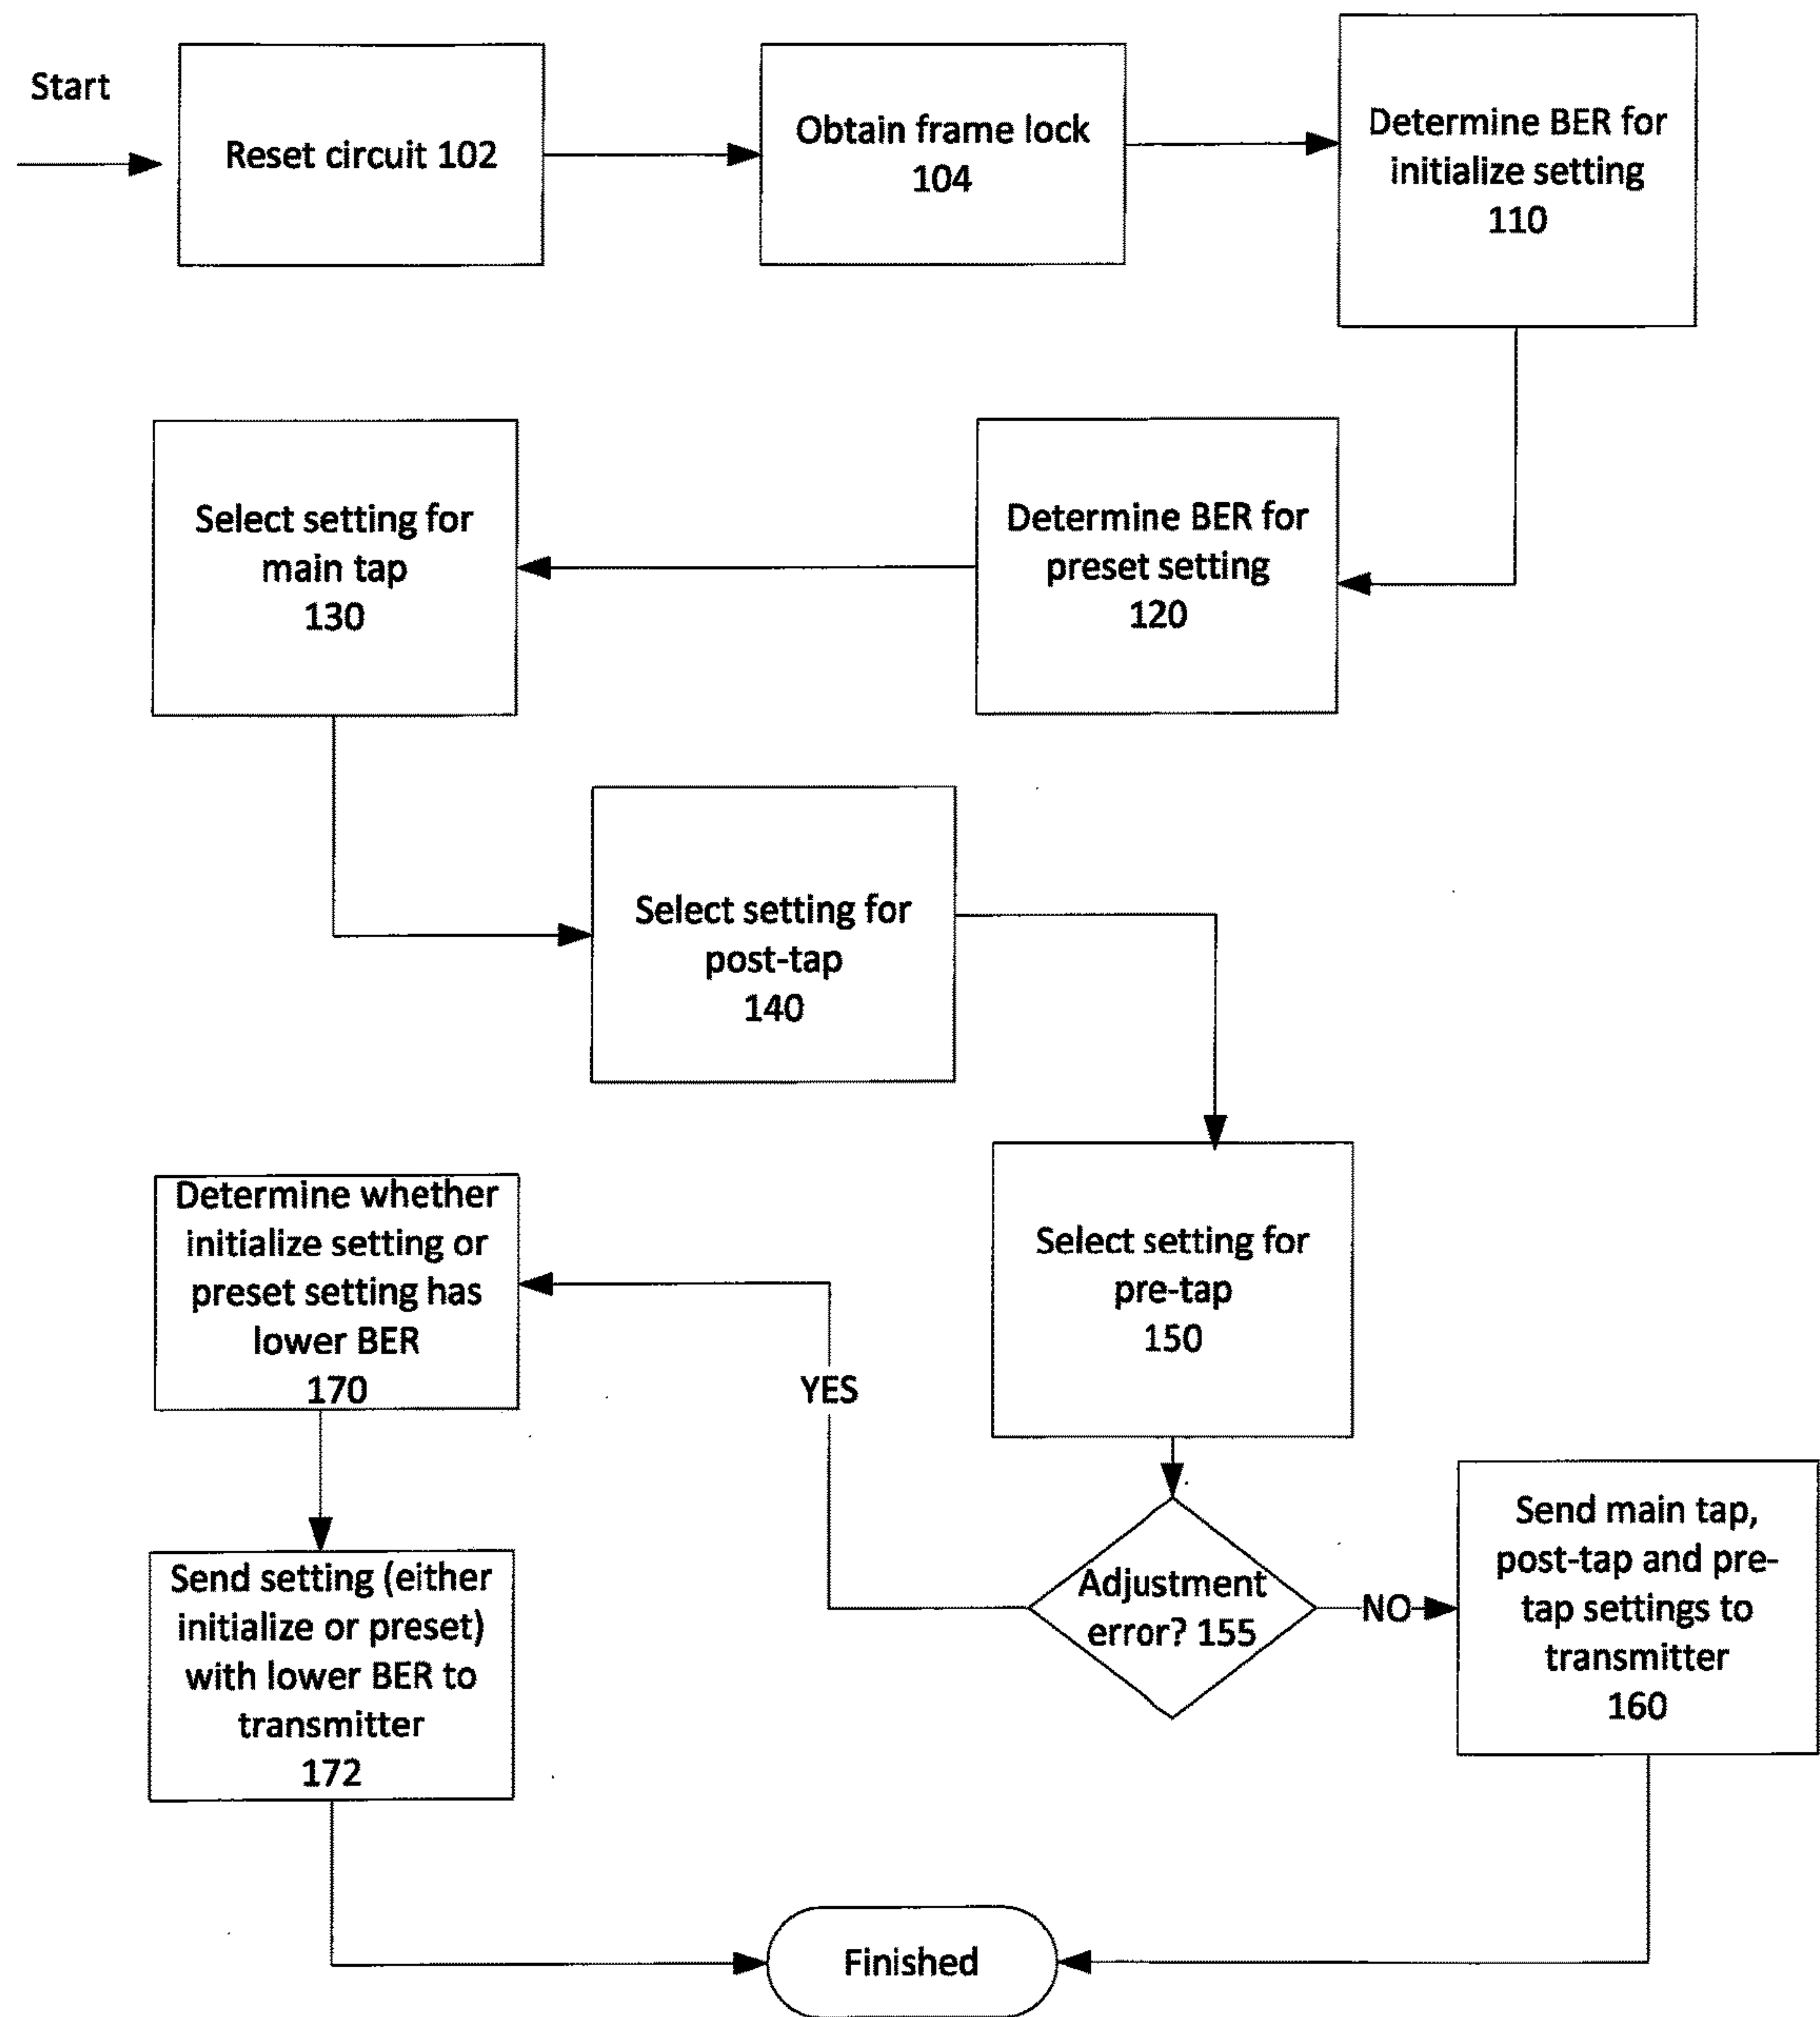 Start
Reset circuit 102
Obtain frame lock
104
Determine BER for
initialize setting
110
Select setting for
main tap
130
Determine BER for
preset setting
120
Select setting for
post-tap
140
Determine whether
initialize setting or
preset setting has
lower BER
170
Select setting for
pre-tap
150
YES
Send setting (either
initialize or preset)
with lower BER to
transmitter
172
Adjustment
error? 155
NO
Send main tap,
post-tap and pre-
tap settings to
transmitter
160
Finished